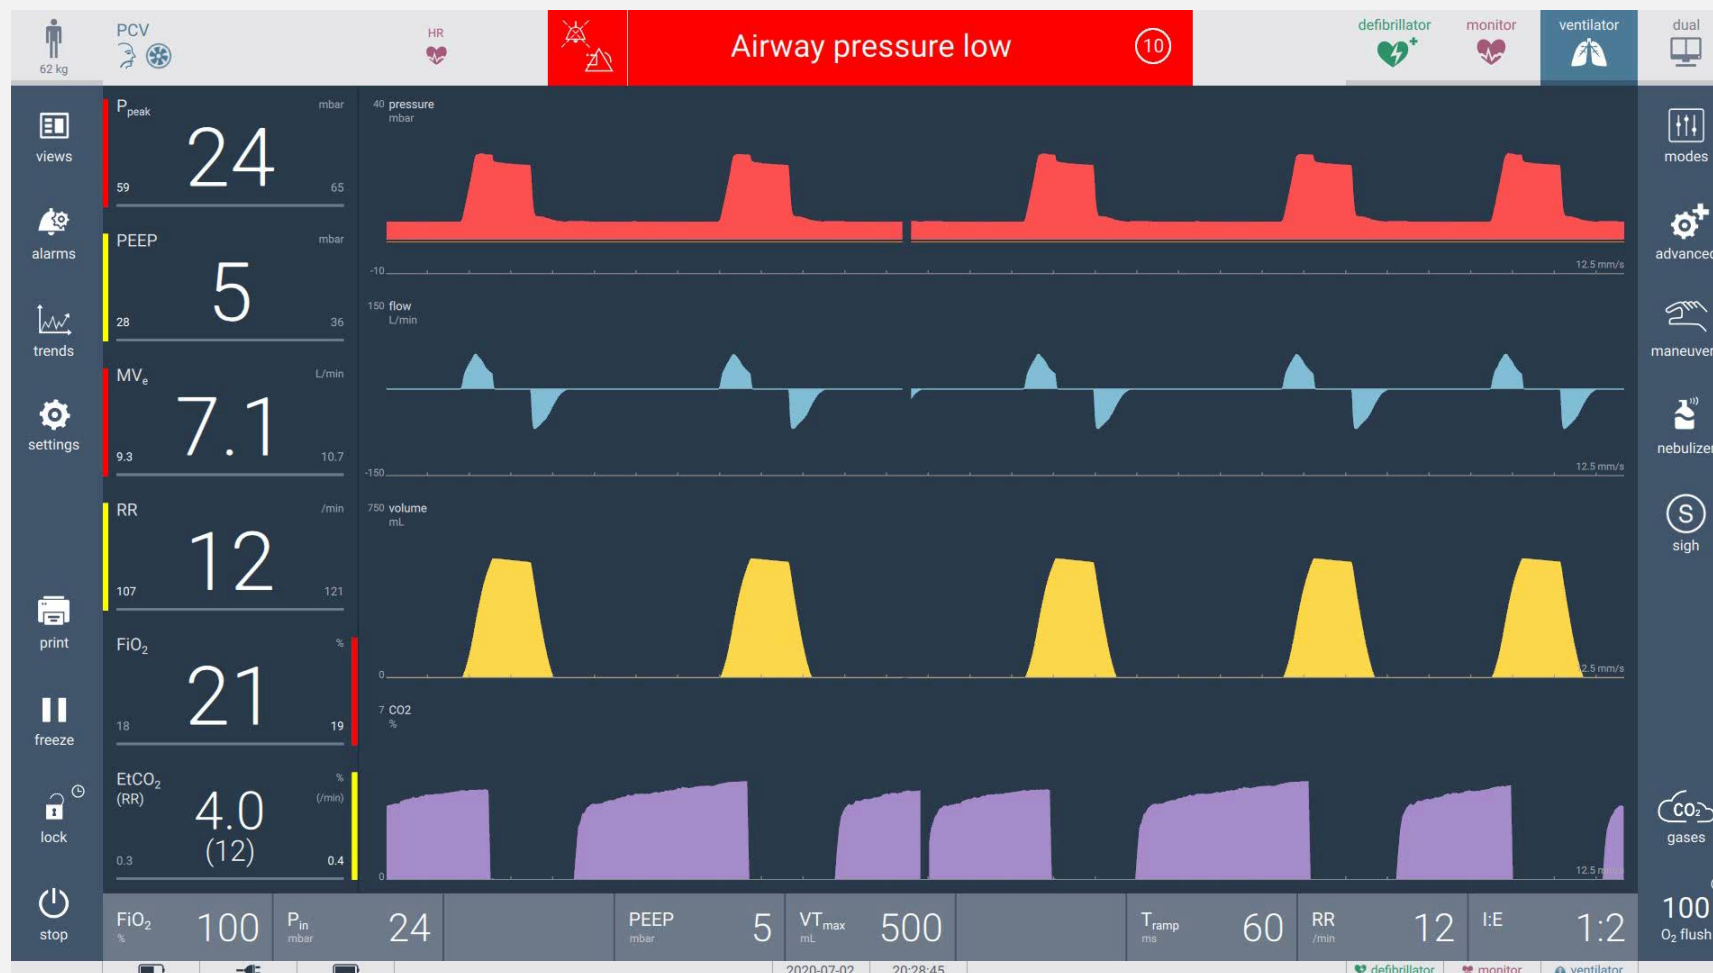 PCV
HR
Airway pressure low
10
defibrillator
monitor
ventilator
dual
62 kg
views
alarms
trends
settings
print
freeze
lock
stop
Ppeak mbar
24
59 65
PEEP mbar
5
28 36
MVe L/min
7.1
9.3 10.7
RR /min
12
107 121
FiO2 %
21
18 19
EtCO2 %
(RR) (/min)
4.0
(12)
0.3 0.4
40 pressure
mbar
-10 12.5 mm/s
150 flow
L/min
-150 12.5 mm/s
750 volume
mL
0 12.5 mm/s
7 CO2
%
0 12.5
modes
advanced
maneuver
nebulizer
S
sigh
CO2
gases
100
O2 flush
FiO2 % 100
Pin mbar 24
PEEP mbar 5
VTmax mL 500
Tramp ms 60
RR /min 12
I:E 1:2
2020-07-02 20:28:45
defibrillator monitor ventilator